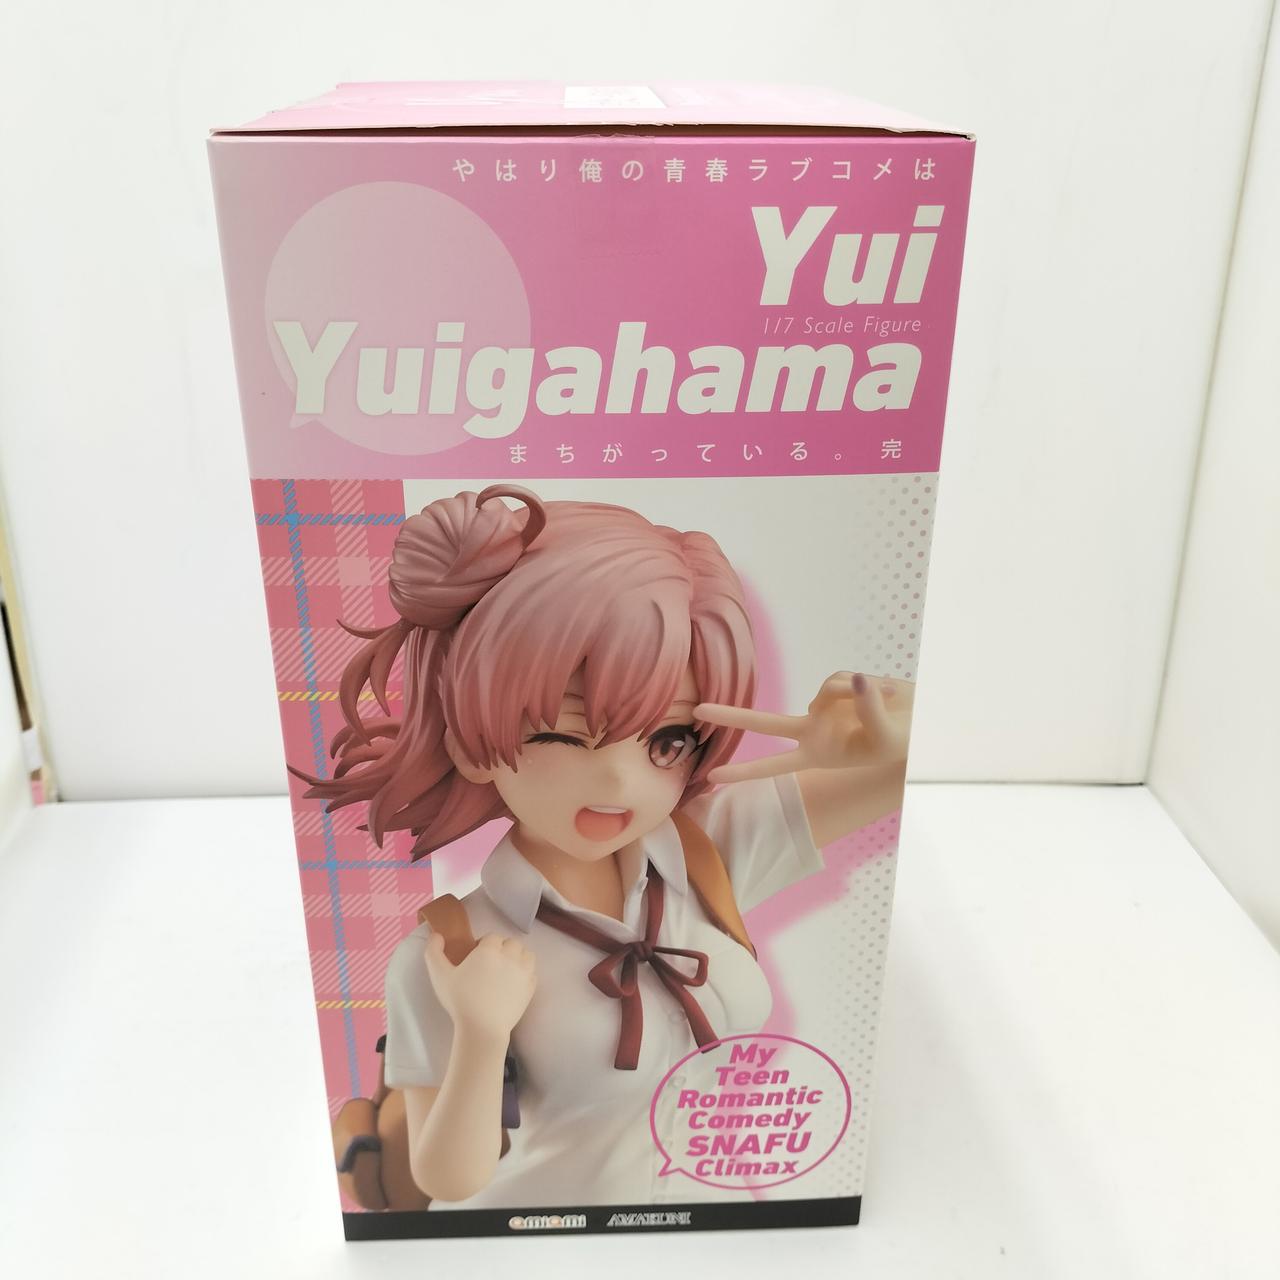 やはり俺の青春ラブコメは
Yui
1/7 Scale Figure
Yuigahama
まちがっている。完
My
Teen
Romantic
Comedy
SNAFU
Climax
amiami AMAKUNI